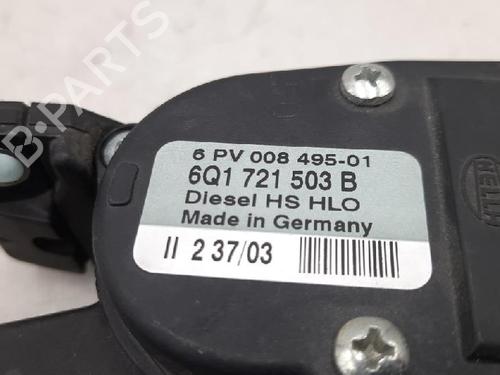 6 PV 008 495-01
6Q1 721 503 B
Diesel HS HLO
Made in Germany
II 2 37/03
HELLA
B-PARTS